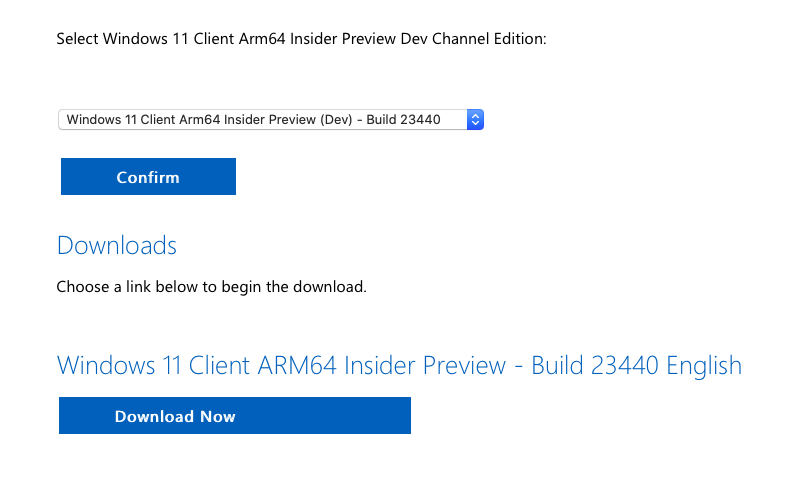 Select Windows 11 Client Arm64 Insider Preview Dev Channel Edition:
Windows 11 Client Arm64 Insider Preview (Dev) - Build 23440
Confirm
Downloads
Choose a link below to begin the download.
Windows 11 Client ARM64 Insider Preview - Build 23440 English
Download Now